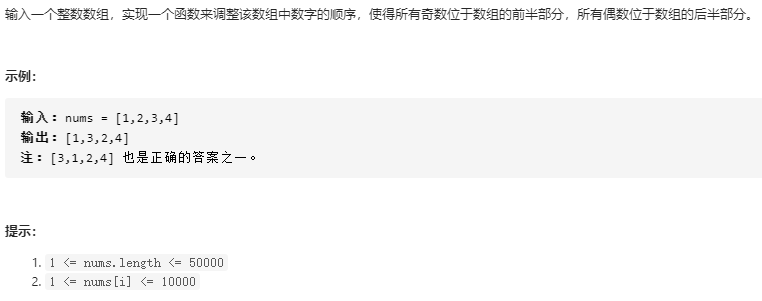 输入一个整数数组，实现一个函数来调整该数组中数字的顺序，使得所有奇数位于数组的前半部分，所有偶数位于数组的后半部分。
示例：
输入：nums = [1,2,3,4]
输出：[1,3,2,4]
注：[3,1,2,4] 也是正确的答案之一。
提示：
1. 1 <= nums.length <= 50000
2. 1 <= nums[i] <= 10000